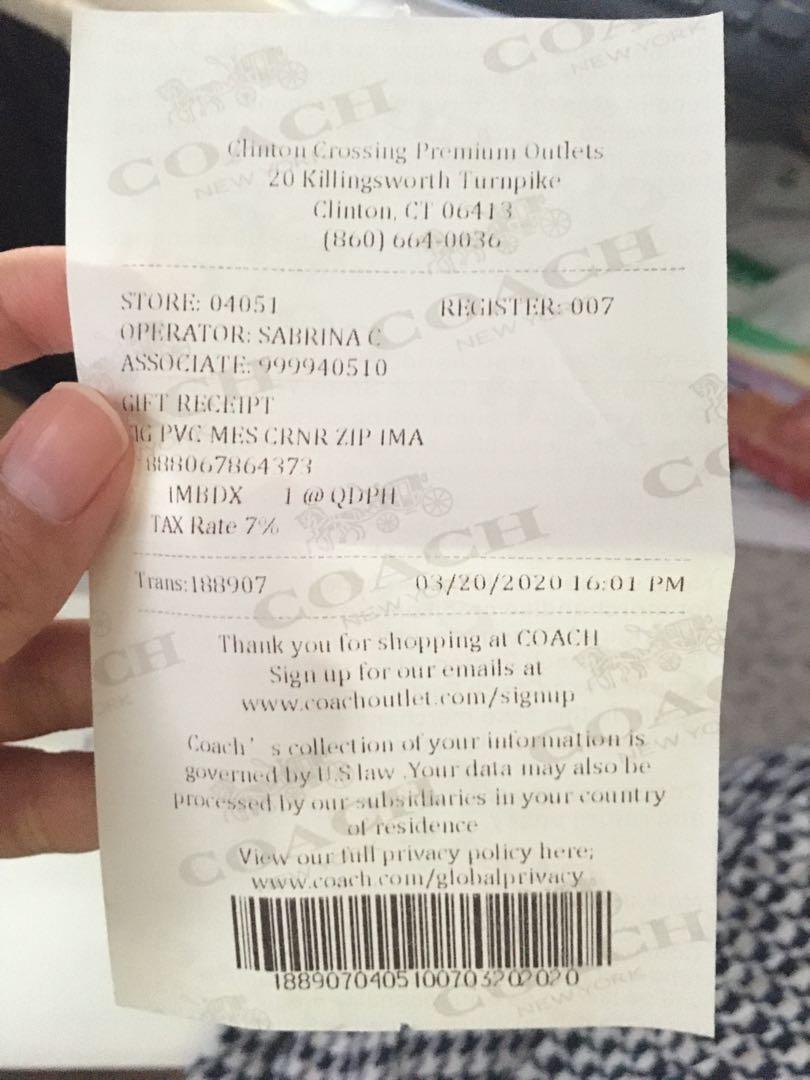 COACH
NEW YORK
Clinton Crossing Premium Outlets
20 Killingsworth Turnpike
Clinton, CT 06413
(860) 664-0036
STORE: 04051 REGISTER: 007
OPERATOR: SABRINA C
ASSOCIATE: 999940510
GIFT RECEIPT
PVC MES CRNR ZIP IMA
888067864373
IMBDX 1 @ QDPH
TAX Rate 7%
Trans:188907 03/20/2020 16:01 PM
Thank you for shopping at COACH
Sign up for our emails at
www.coachoutlet.com/signup
Coach' s collection of your information is
governed by U.S law .Your data may also be
processed by our subsidiaries in your country
of residence
View our full privacy policy here;
www.coach.com/globalprivacy
1889070405100703202020